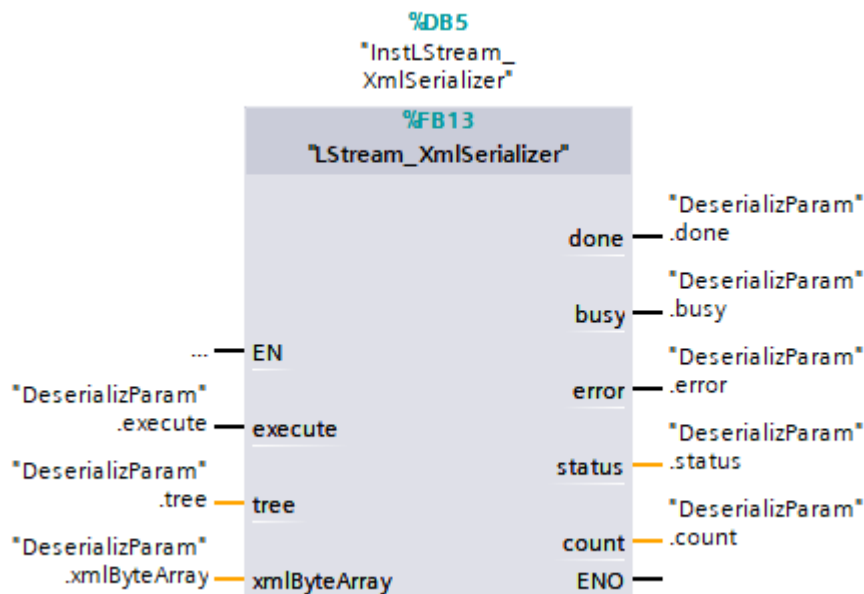 %DB5
"InstLStream_
XmlSerializer"
%FB13
"LStream_XmlSerializer"
"DeserializParam"
done
.done
"DeserializParam"
busy
.busy
...
EN
"DeserializParam"
error
.error
"DeserializParam"
.execute
execute
"DeserializParam"
status
.status
"DeserializParam"
.tree
tree
"DeserializParam"
count
.count
"DeserializParam"
.xmlByteArray
xmlByteArray
ENO